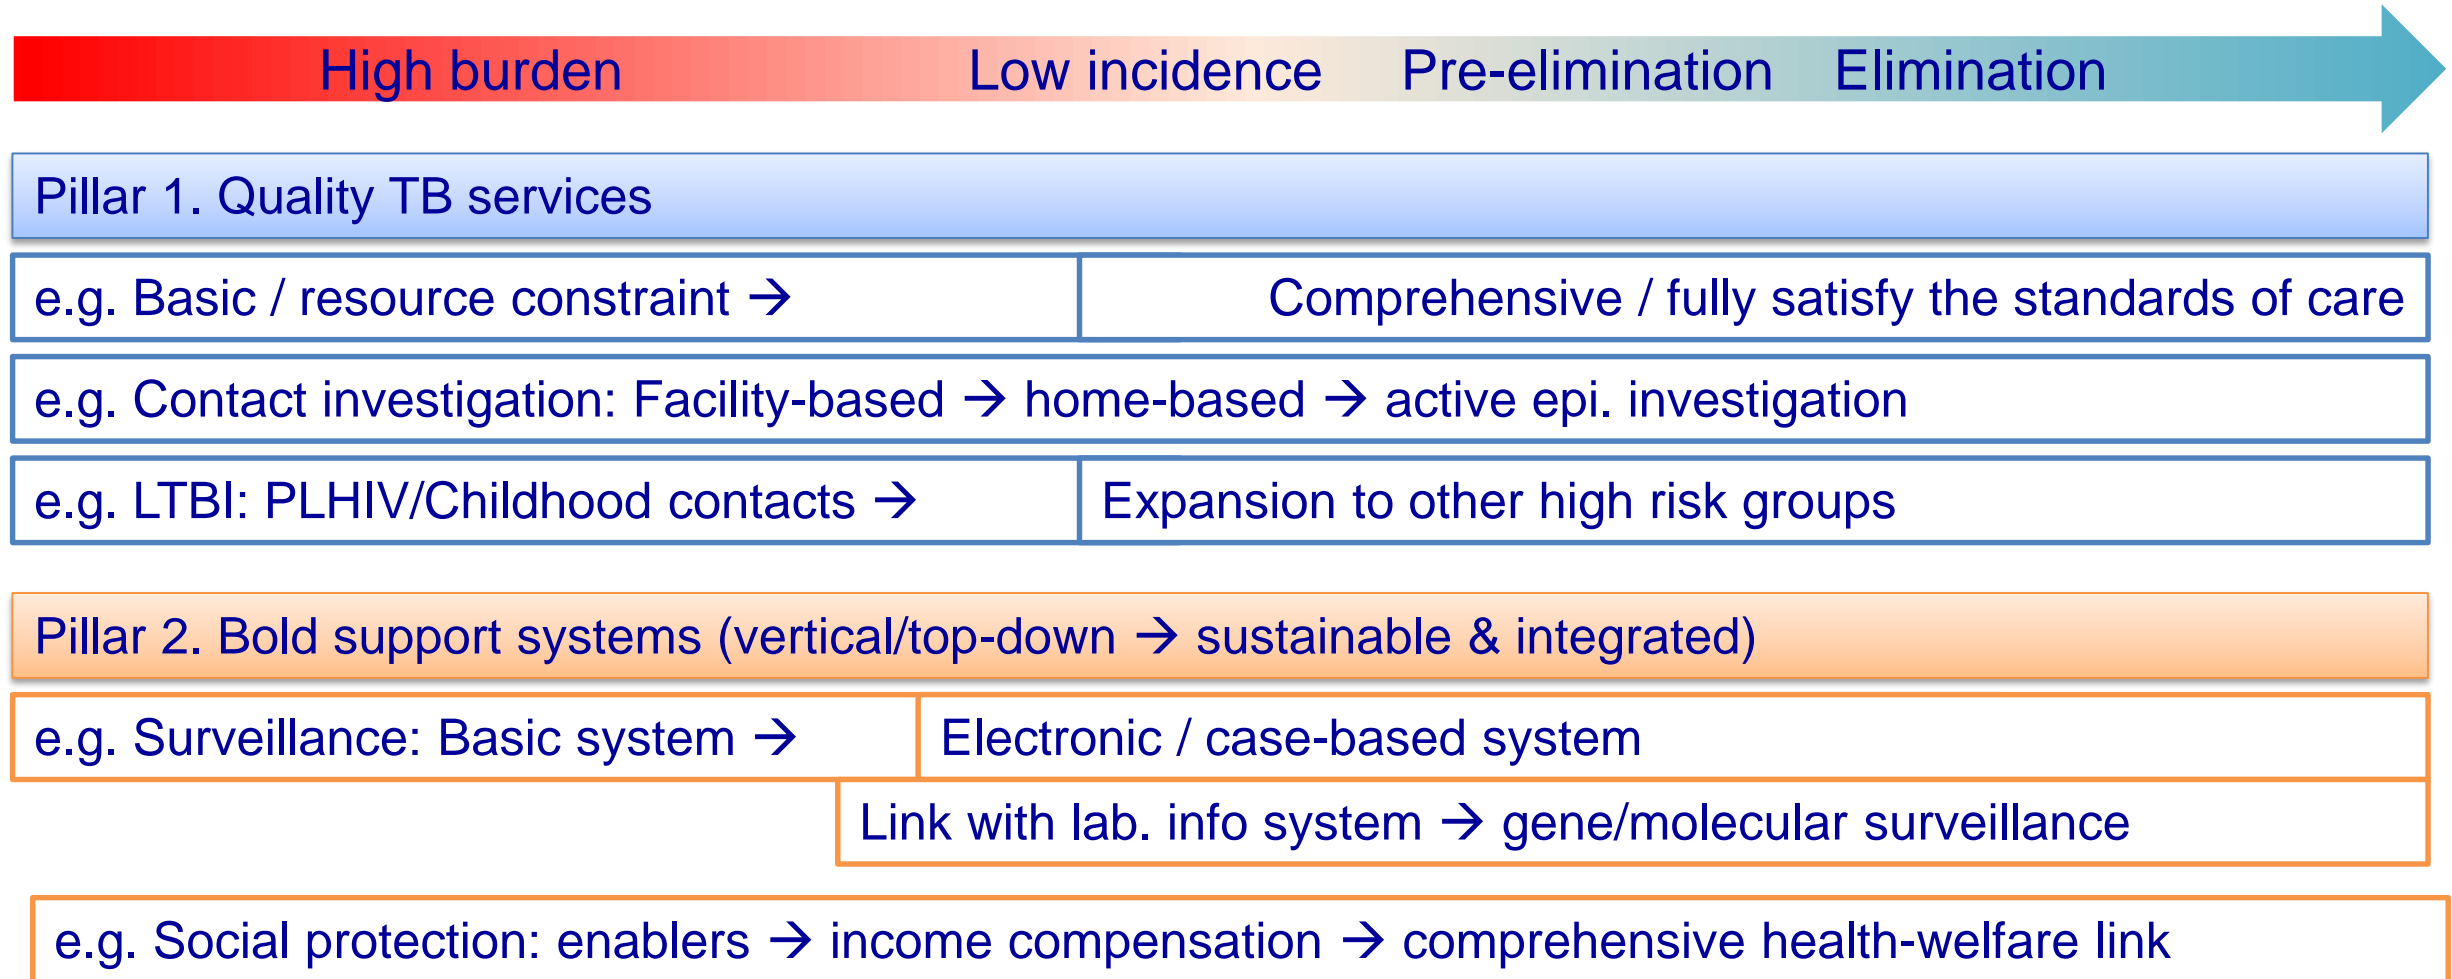 High burden Low incidence Pre-elimination Elimination
Pillar 1. Quality TB services
e.g. Basic / resource constraint → Comprehensive / fully satisfy the standards of care
e.g. Contact investigation: Facility-based → home-based → active epi. investigation
e.g. LTBI: PLHIV/Childhood contacts → Expansion to other high risk groups
Pillar 2. Bold support systems (vertical/top-down → sustainable & integrated)
e.g. Surveillance: Basic system → Electronic / case-based system
Link with lab. info system → gene/molecular surveillance
e.g. Social protection: enablers → income compensation → comprehensive health-welfare link